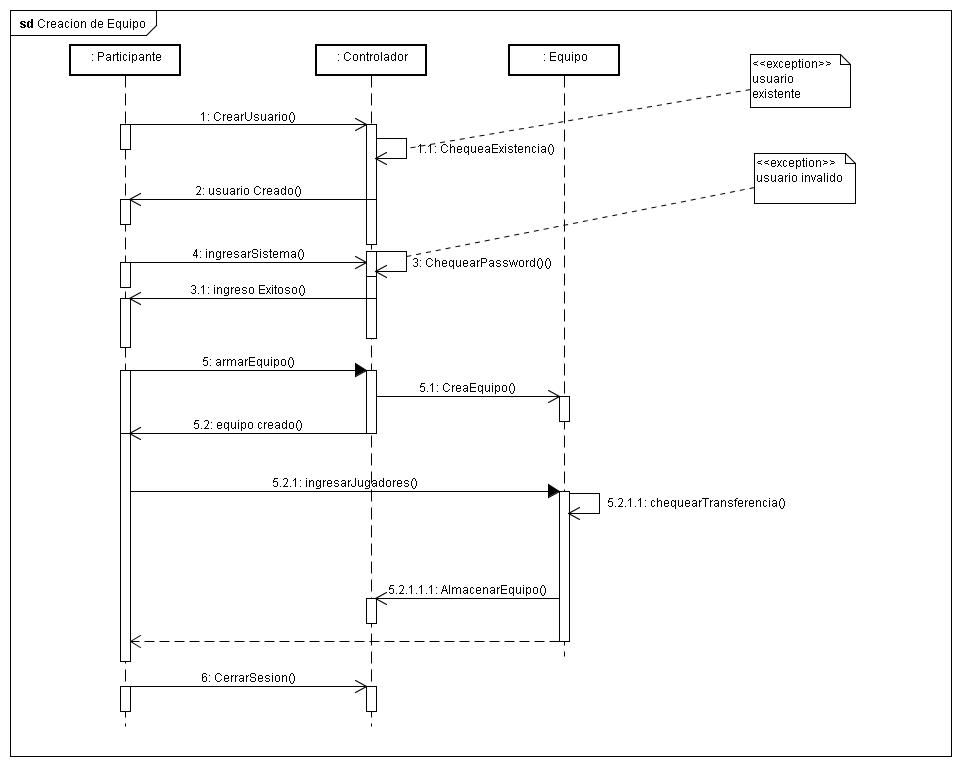 sd Creacion de Equipo
: Participante
: Controlador
: Equipo
<<exception>>
usuario
existente
1: CrearUsuario()
1.1: ChequeaExistencia()
<<exception>>
usuario invalido
2: usuario Creado()
4: ingresarSistema()
3: ChequearPassword()()
3.1: ingreso Exitoso()
5: armarEquipo()
5.1: CreaEquipo()
5.2: equipo creado()
5.2.1: ingresarJugadores()
5.2.1.1: chequearTransferencia()
5.2.1.1.1: AlmacenarEquipo()
6: CerrarSesion()